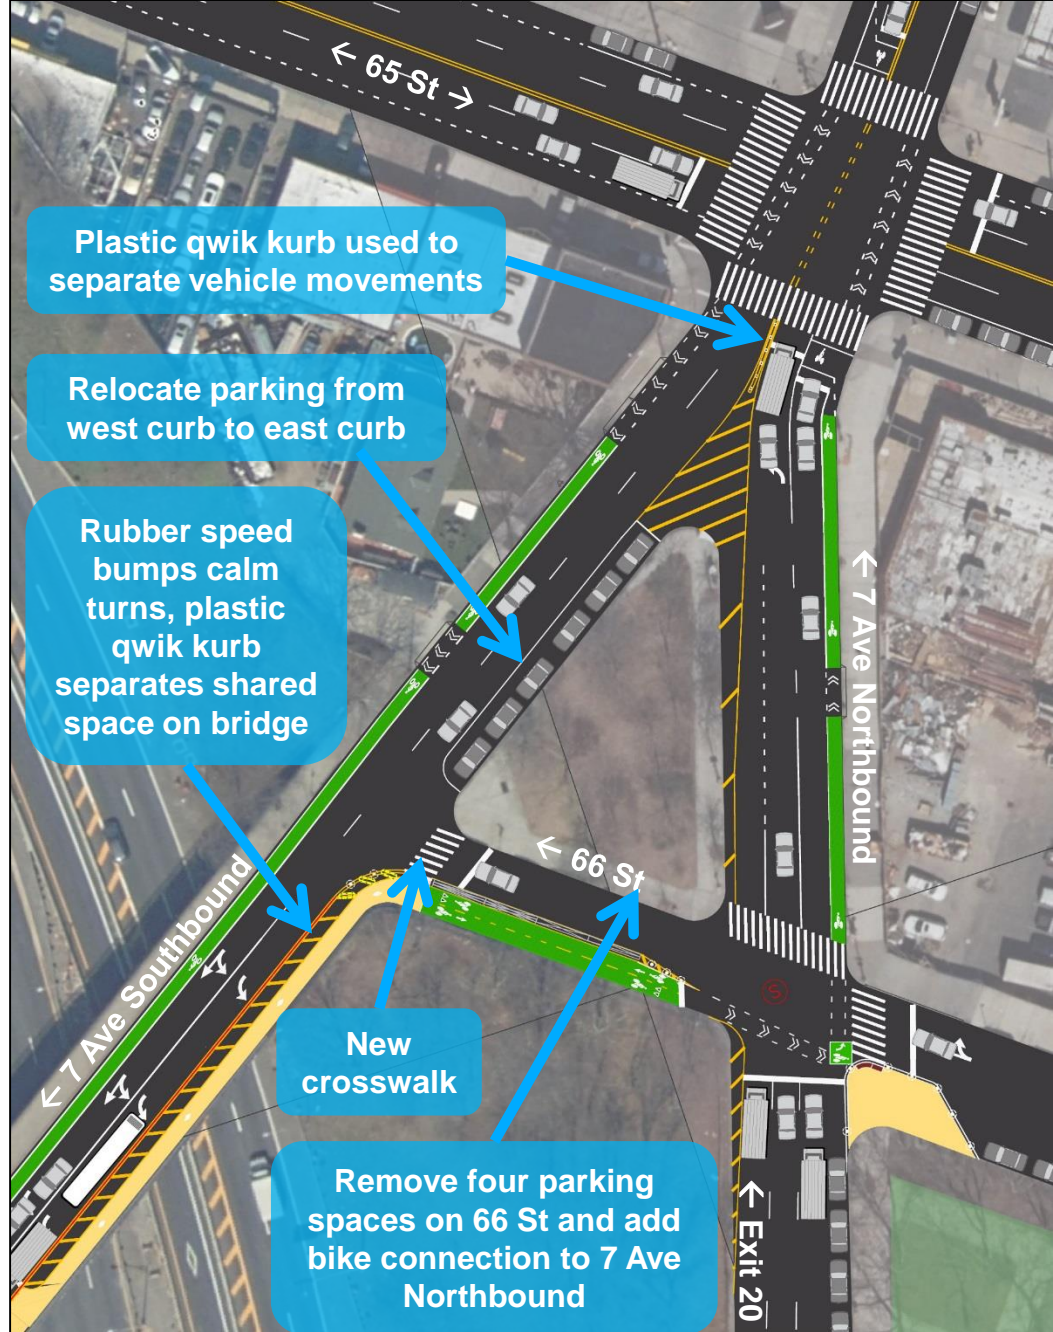 ← 65 St →
Plastic qwik kurb used to
separate vehicle movements
Relocate parking from
west curb to east curb
Rubber speed
bumps calm
turns, plastic
qwik kurb
separates shared
space on bridge
← 7 Ave Northbound
← 66 St
← 7 Ave Southbound
S
New
crosswalk
Remove four parking
spaces on 66 St and add
bike connection to 7 Ave
Northbound
← Exit 20